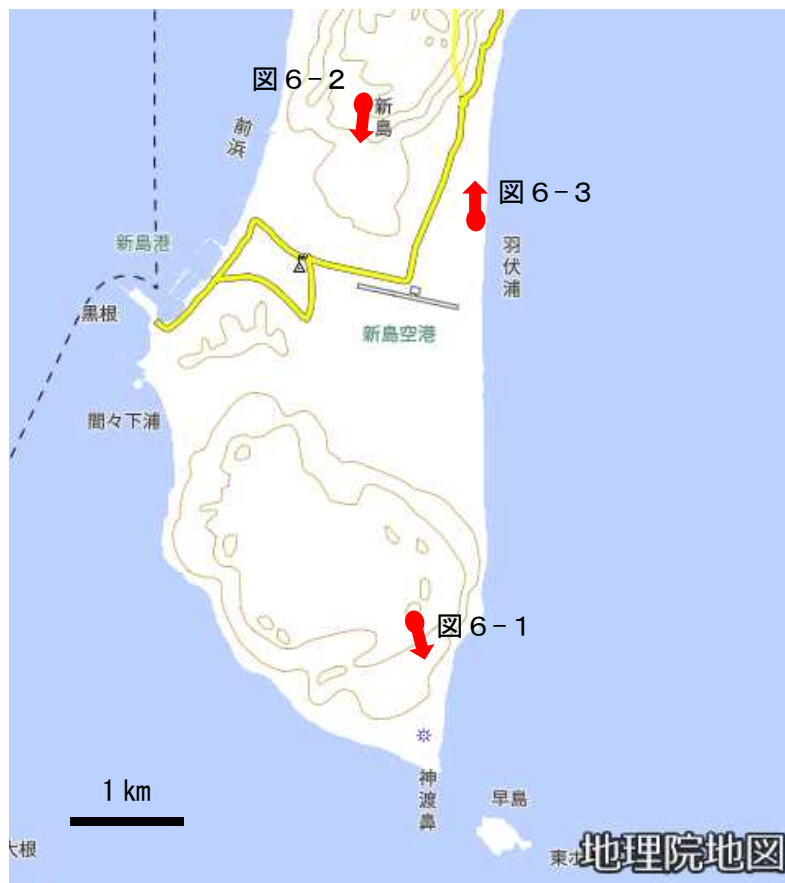 図6-2
新島
前浜
図6-3
新島港
羽伏浦
黒根
新島空港
間々下浦
図6-1
1km
神渡鼻
早島
大根
東ホ
地理院地図